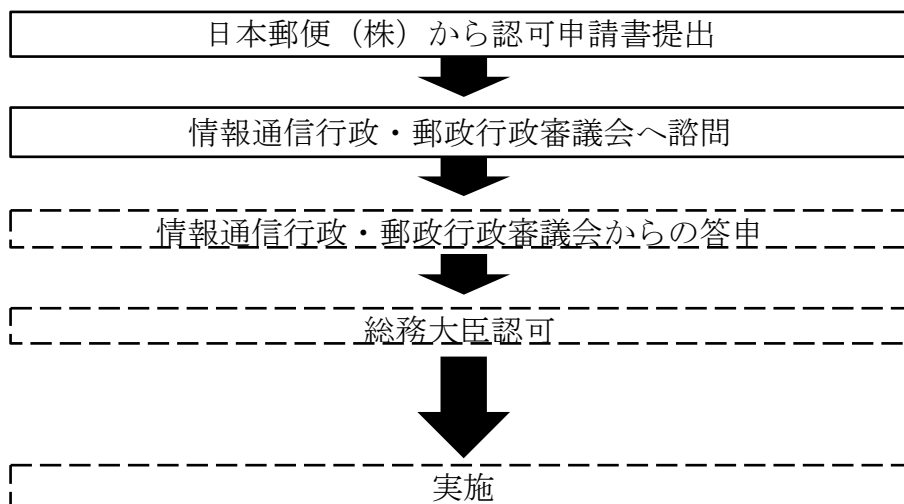 日本郵便（株）から認可申請書提出
情報通信行政・郵政行政審議会へ諮問
情報通信行政・郵政行政審議会からの答申
総務大臣認可
実施